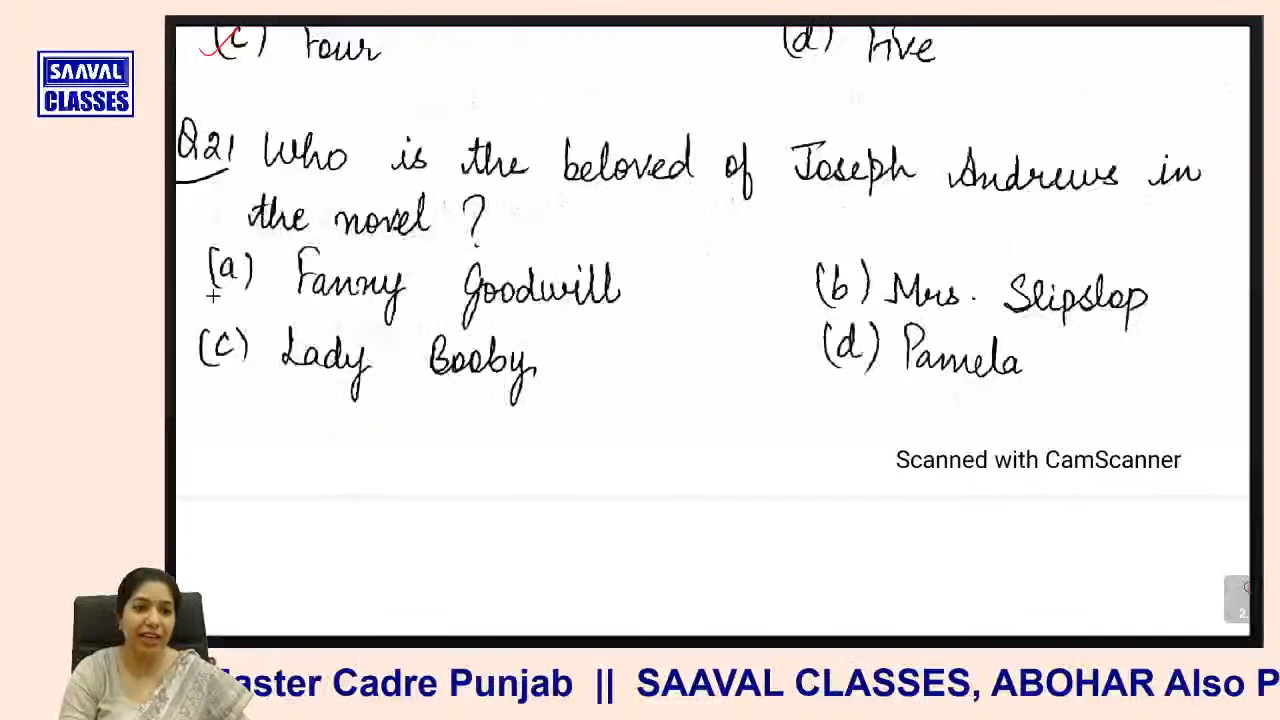 SAAVAL
CLASSES
(c) Four (d) Five
Q21 Who is the beloved of Joseph Andrews in
the novel ?
(a) Fanny Goodwill (b) Mrs. Slipslop
(c) Lady Booby (d) Pamela
Scanned with CamScanner
aster Cadre Punjab || SAAVAL CLASSES, ABOHAR Also P